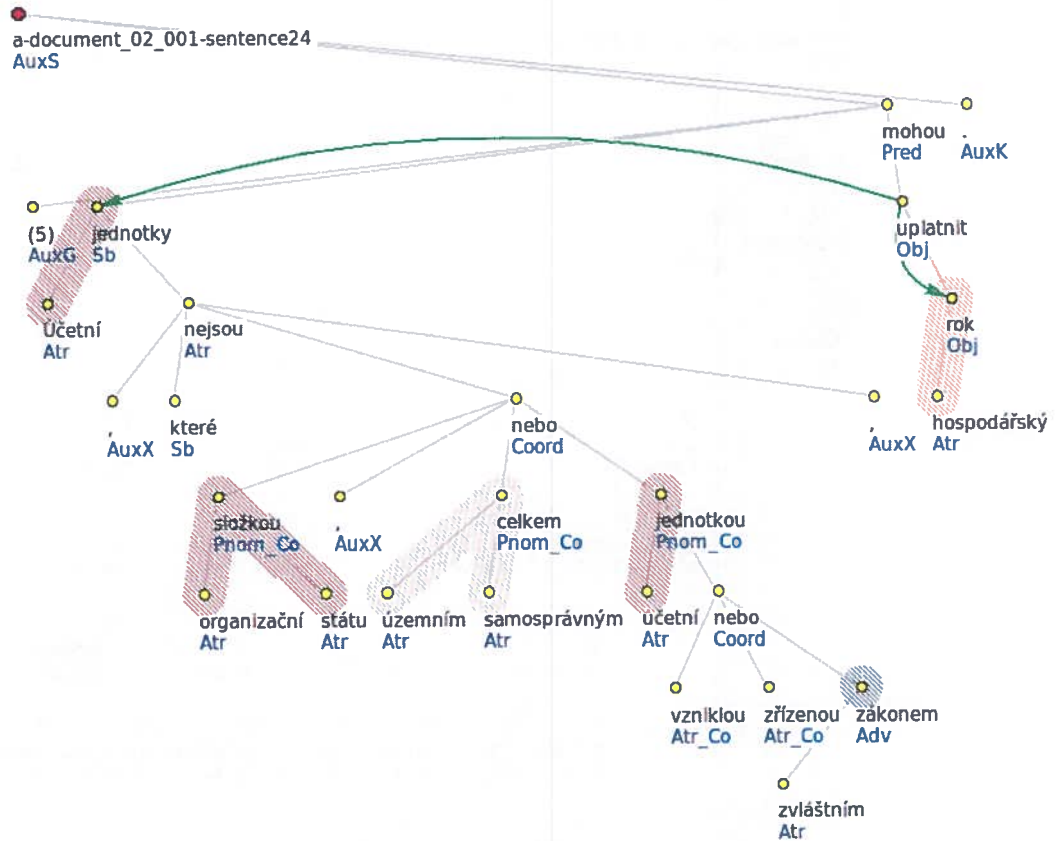 a-document_02_001-sentence24
AuxS
mohou .
Pred AuxK
(5) jednotky uplatnit
AuxG Sb Obj
Účetní nejsou rok
Atr Atr Obj
, které nebo , hospodářský
AuxX Sb Coord AuxX Atr
složkou , celkem jednotkou
Pnom_Co AuxX Pnom_Co Pnom_Co
organizační státu územním samosprávným účetní nebo
Atr Atr Atr Atr Atr Coord
vzniklou zřízenou zákonem
Atr_Co Atr_Co Adv
zvláštním
Atr